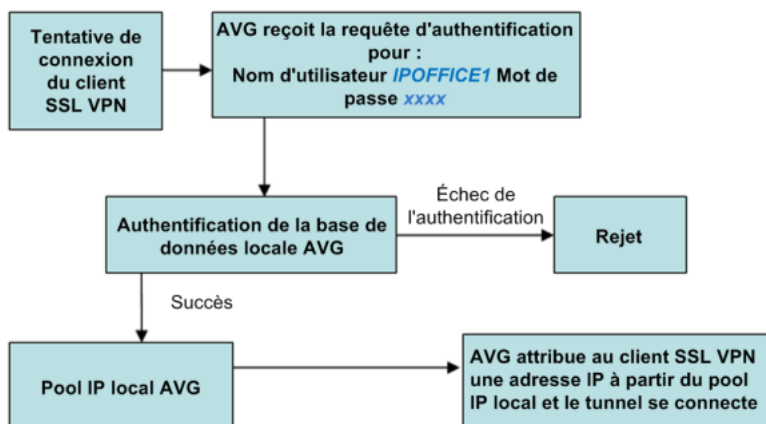 Tentative de
connexion
du client
SSL VPN
AVG reçoit la requête d'authentification
pour :
Nom d'utilisateur IPOFFICE1 Mot de
passe xxxx
Authentification de la base de
données locale AVG
Échec de
l'authentification
Rejet
Succès
Pool IP local AVG
AVG attribue au client SSL VPN
une adresse IP à partir du pool
IP local et le tunnel se connecte